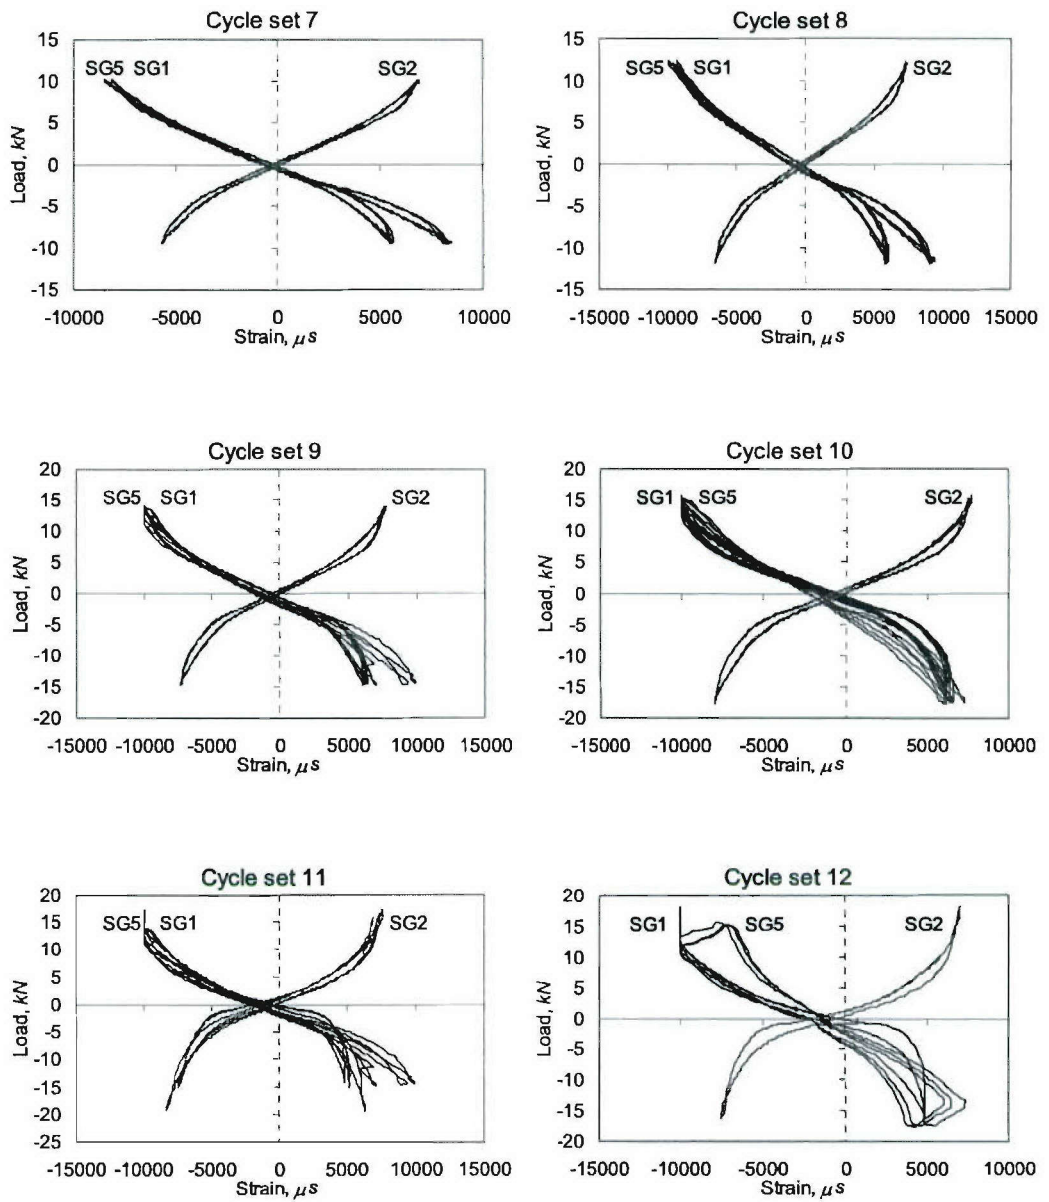 Cycle set 7
15
SG5 SG1
SG2
10
5
0
-5
-10
-15
Load, kN
-10000 -5000 0 5000 10000
Strain, μs
Cycle set 8
15
SG5 SG1
SG2
10
5
0
-5
-10
-15
Load, kN
-15000 -10000 -5000 0 5000 10000 15000
Strain, μs
Cycle set 9
20
15
SG5 SG1
SG2
10
5
0
-5
-10
-15
-20
Load, kN
-15000 -10000 -5000 0 5000 10000 15000
Strain, μs
Cycle set 10
20
15
SG1 SG5
SG2
10
5
0
-5
-10
-15
-20
Load, kN
-15000 -10000 -5000 0 5000 10000
Strain, μs
Cycle set 11
20
15
SG5 SG1
SG2
10
5
0
-5
-10
-15
-20
-25
Load, kN
-15000 -10000 -5000 0 5000 10000 15000
Strain, μs
Cycle set 12
20
15
SG1
SG5
SG2
10
5
0
-5
-10
-15
-20
Load, kN
-15000 -10000 -5000 0 5000 10000
Strain, μs